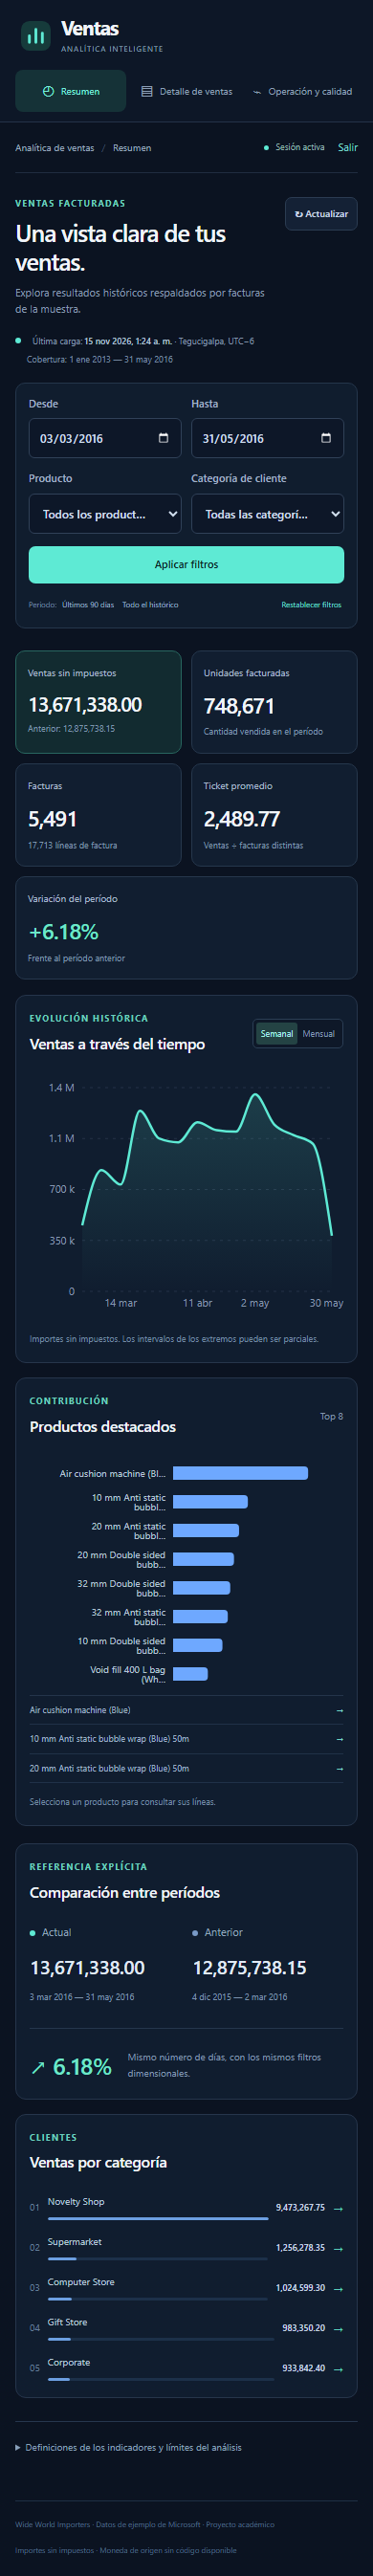 Ventas
ANALÍTICA INTELIGENTE
Resumen
Detalle de ventas
Operación y calidad
Analítica de ventas / Resumen
Sesión activa
Salir
VENTAS FACTURADAS
↻ Actualizar
Una vista clara de tus
ventas.
Explora resultados históricos respaldados por facturas
de la muestra.
Última carga: 15 nov 2026, 1:24 a. m. · Tegucigalpa, UTC−6
Cobertura: 1 ene 2013 — 31 may 2016
Desde
Hasta
03/03/2016
31/05/2016
Producto
Categoría de cliente
Todos los product...
Todas las categorí...
Aplicar filtros
Periodo: Últimos 90 días Todo el histórico
Restablecer filtros
Ventas sin impuestos
13,671,338.00
Anterior: 12,875,738.15
Unidades facturadas
748,671
Cantidad vendida en el período
Facturas
5,491
17,713 líneas de factura
Ticket promedio
2,489.77
Ventas ÷ facturas distintas
Variación del período
+6.18%
Frente al período anterior
EVOLUCIÓN HISTÓRICA
Ventas a través del tiempo
Semanal
Mensual
1.4 M
1.1 M
700 k
350 k
0
14 mar
11 abr
2 may
30 may
Importes sin impuestos. Los intervalos de los extremos pueden ser parciales.
CONTRIBUCIÓN
Productos destacados
Top 8
Air cushion machine (Bl...
10 mm Anti static
bubbl...
20 mm Anti static
bubbl...
20 mm Double sided
bubb...
32 mm Double sided
bubb...
32 mm Anti static
bubbl...
10 mm Double sided
bubb...
Void fill 400 L bag
(Wh...
Air cushion machine (Blue) →
10 mm Anti static bubble wrap (Blue) 50m →
20 mm Anti static bubble wrap (Blue) 50m →
Selecciona un producto para consultar sus líneas.
REFERENCIA EXPLÍCITA
Comparación entre períodos
Actual
Anterior
13,671,338.00
12,875,738.15
3 mar 2016 — 31 may 2016
4 dic 2015 — 2 mar 2016
↗ 6.18%
Mismo número de días, con los mismos filtros
dimensionales.
CLIENTES
Ventas por categoría
01 Novelty Shop 9,473,267.75 →
02 Supermarket 1,256,278.35 →
03 Computer Store 1,024,599.30 →
04 Gift Store 983,350.20 →
05 Corporate 933,842.40 →
▶ Definiciones de los indicadores y límites del análisis
Wide World Importers · Datos de ejemplo de Microsoft · Proyecto académico
Importes sin impuestos · Moneda de origen sin código disponible